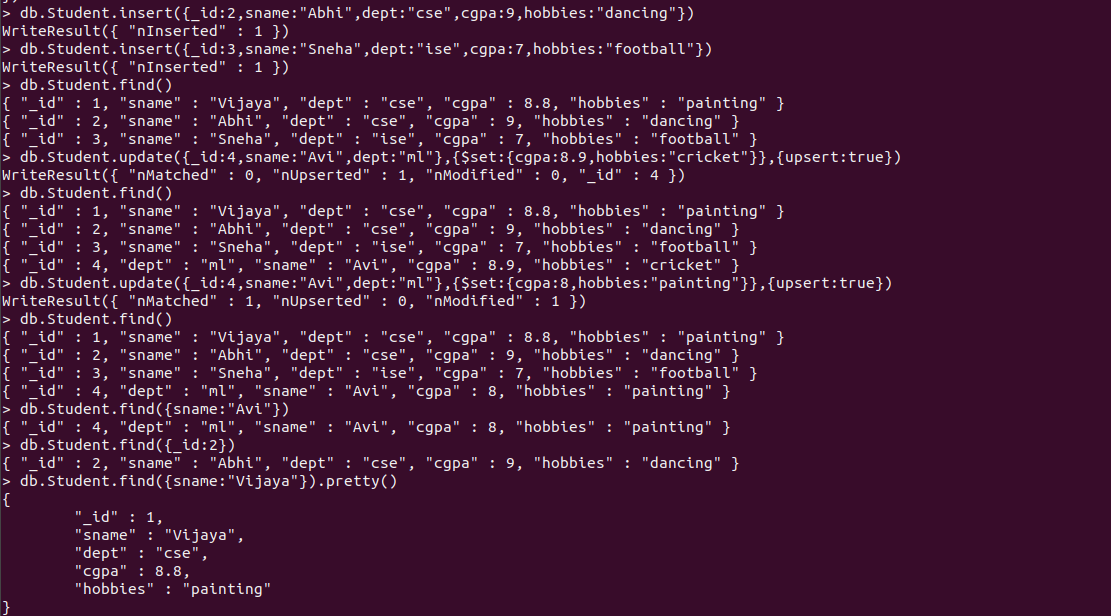 > db.Student.insert({_id:2,sname:"Abhi",dept:"cse",cgpa:9,hobbies:"dancing"})
WriteResult({ "nInserted" : 1 })
> db.Student.insert({_id:3,sname:"Sneha",dept:"ise",cgpa:7,hobbies:"football"})
WriteResult({ "nInserted" : 1 })
> db.Student.find()
{ "_id" : 1, "sname" : "Vijaya", "dept" : "cse", "cgpa" : 8.8, "hobbies" : "painting" }
{ "_id" : 2, "sname" : "Abhi", "dept" : "cse", "cgpa" : 9, "hobbies" : "dancing" }
{ "_id" : 3, "sname" : "Sneha", "dept" : "ise", "cgpa" : 7, "hobbies" : "football" }
> db.Student.update({_id:4,sname:"Avi",dept:"ml"},{$set:{cgpa:8.9,hobbies:"cricket"}},{upsert:true})
WriteResult({ "nMatched" : 0, "nUpserted" : 1, "nModified" : 0, "_id" : 4 })
> db.Student.find()
{ "_id" : 1, "sname" : "Vijaya", "dept" : "cse", "cgpa" : 8.8, "hobbies" : "painting" }
{ "_id" : 2, "sname" : "Abhi", "dept" : "cse", "cgpa" : 9, "hobbies" : "dancing" }
{ "_id" : 3, "sname" : "Sneha", "dept" : "ise", "cgpa" : 7, "hobbies" : "football" }
{ "_id" : 4, "dept" : "ml", "sname" : "Avi", "cgpa" : 8.9, "hobbies" : "cricket" }
> db.Student.update({_id:4,sname:"Avi",dept:"ml"},{$set:{cgpa:8,hobbies:"painting"}},{upsert:true})
WriteResult({ "nMatched" : 1, "nUpserted" : 0, "nModified" : 1 })
> db.Student.find()
{ "_id" : 1, "sname" : "Vijaya", "dept" : "cse", "cgpa" : 8.8, "hobbies" : "painting" }
{ "_id" : 2, "sname" : "Abhi", "dept" : "cse", "cgpa" : 9, "hobbies" : "dancing" }
{ "_id" : 3, "sname" : "Sneha", "dept" : "ise", "cgpa" : 7, "hobbies" : "football" }
{ "_id" : 4, "dept" : "ml", "sname" : "Avi", "cgpa" : 8, "hobbies" : "painting" }
> db.Student.find({sname:"Avi"})
{ "_id" : 4, "dept" : "ml", "sname" : "Avi", "cgpa" : 8, "hobbies" : "painting" }
> db.Student.find({_id:2})
{ "_id" : 2, "sname" : "Abhi", "dept" : "cse", "cgpa" : 9, "hobbies" : "dancing" }
> db.Student.find({sname:"Vijaya"}).pretty()
{
        "_id" : 1,
        "sname" : "Vijaya",
        "dept" : "cse",
        "cgpa" : 8.8,
        "hobbies" : "painting"
}